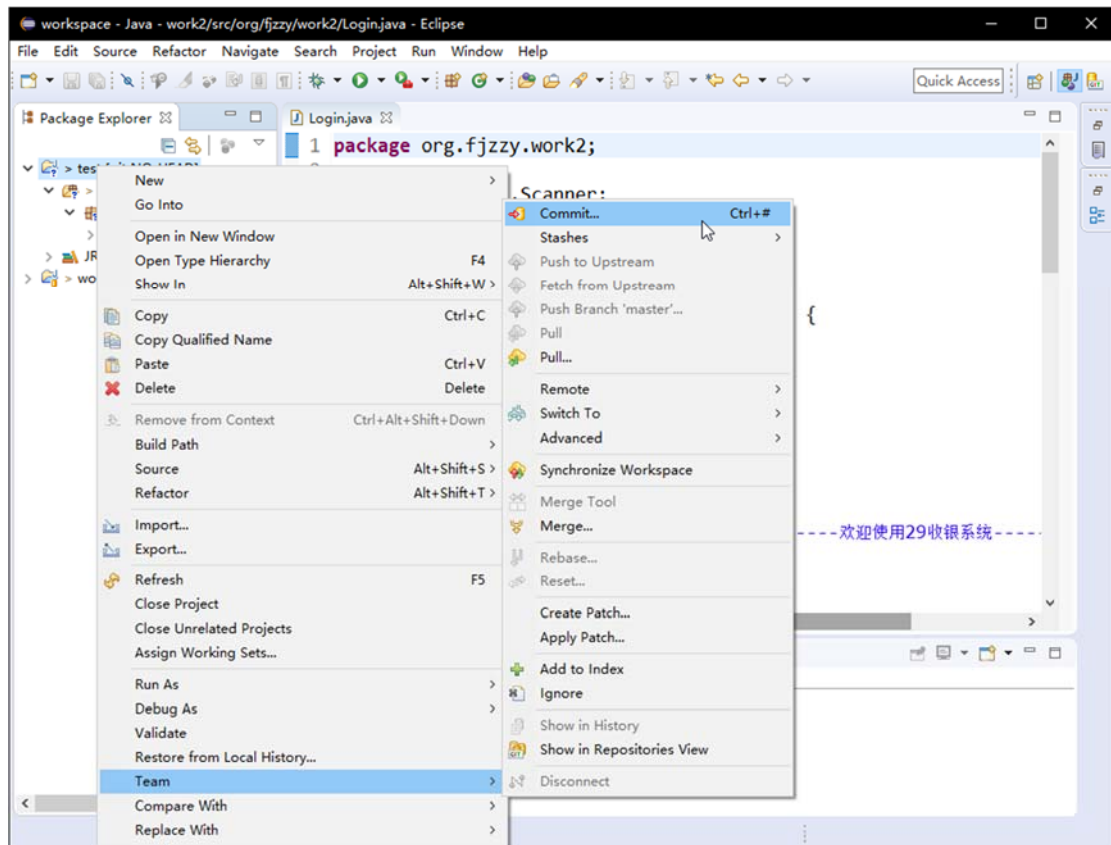 workspace - Java - work2/src/org/fjzzy/work2/Login.java - Eclipse
File Edit Source Refactor Navigate Search Project Run Window Help
Quick Access
Package Explorer
Login.java
1 package org.fjzzy.work2;
.Scanner;
{
-----欢迎使用29收银系统-----
> tes
>
JR
> wo
New
Go Into
Open in New Window
Open Type Hierarchy F4
Show In Alt+Shift+W >
Copy Ctrl+C
Copy Qualified Name
Paste Ctrl+V
Delete Delete
Remove from Context Ctrl+Alt+Shift+Down
Build Path
Source Alt+Shift+S >
Refactor Alt+Shift+T >
Import...
Export...
Refresh F5
Close Project
Close Unrelated Projects
Assign Working Sets...
Run As
Debug As
Validate
Restore from Local History...
Team
Compare With
Replace With
Commit... Ctrl+#
Stashes
Push to Upstream
Fetch from Upstream
Push Branch 'master'...
Pull
Pull...
Remote
Switch To
Advanced
Synchronize Workspace
Merge Tool
Merge...
Rebase...
Reset...
Create Patch...
Apply Patch...
Add to Index
Ignore
Show in History
Show in Repositories View
Disconnect